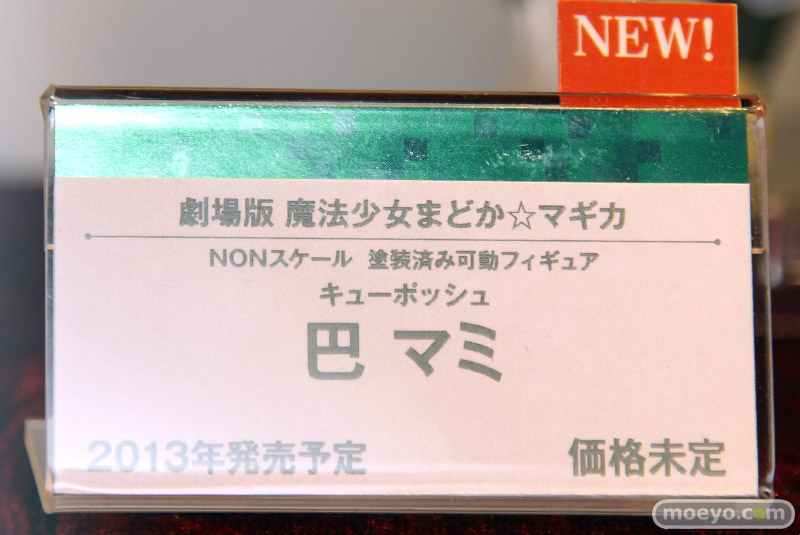 NEW!
劇場版 魔法少女まどか☆マギカ
NONスケール 塗装済み可動フィギュア
キューポッシュ
巴 マミ
2013年発売予定 価格未定
moeyo.com